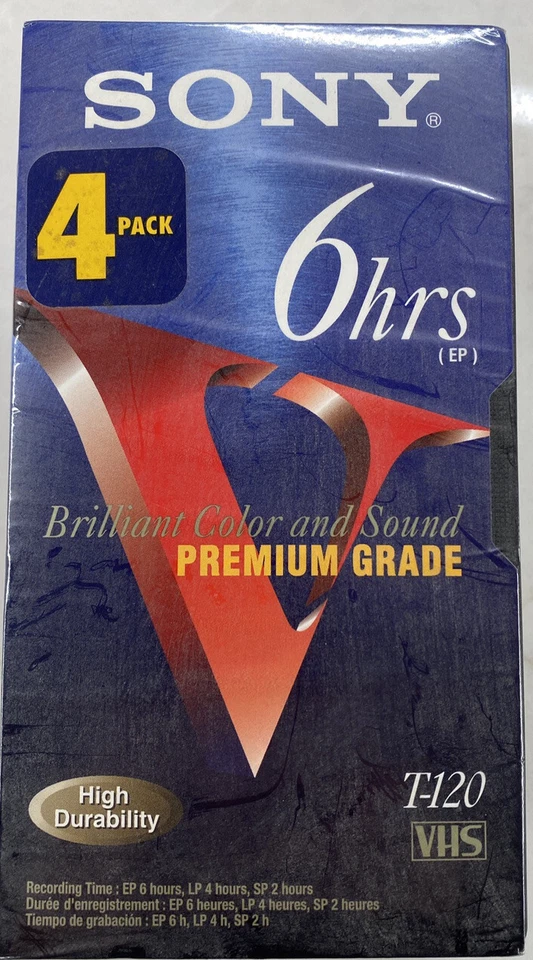 SONY®
4 PACK
6hrs
(EP)
Brilliant Color and Sound
PREMIUM GRADE
High
Durability
T-120
VHS
Recording Time : EP 6 hours, LP 4 hours, SP 2 hours
Durée d'enregistrement : EP 6 heures, LP 4 heures, SP 2 heures
Tiempo de grabación : EP 6 h, LP 4 h, SP 2 h